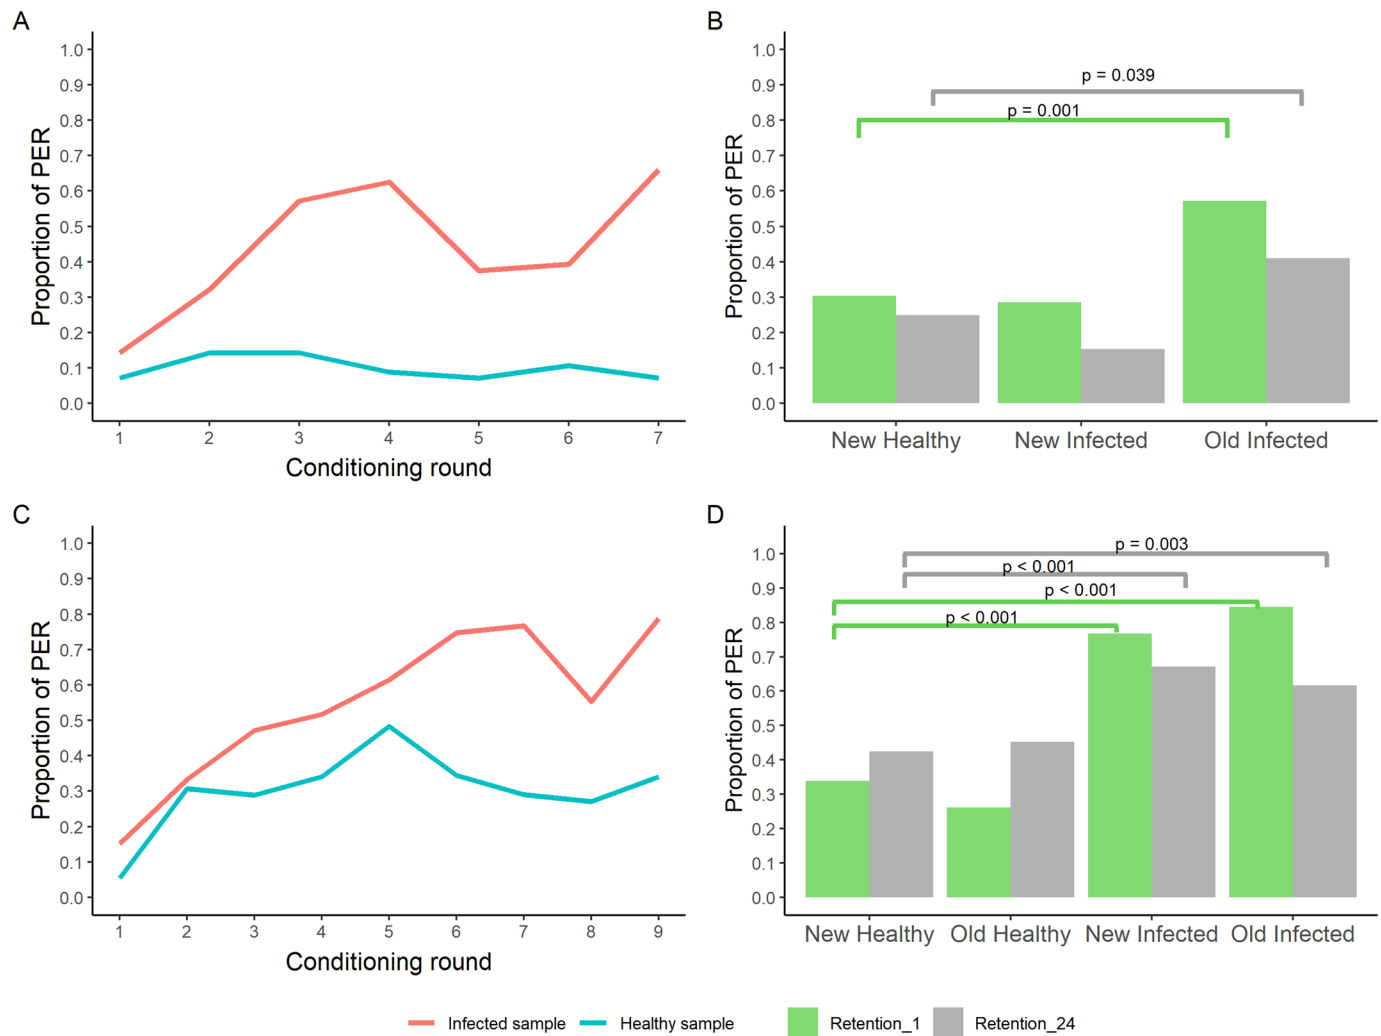 A
Proportion of PER
1.0
0.9
0.8
0.7
0.6
0.5
0.4
0.3
0.2
0.1
0.0
1 2 3 4 5 6 7
Conditioning round
B
Proportion of PER
1.0
0.9
0.8
0.7
0.6
0.5
0.4
0.3
0.2
0.1
0.0
p = 0.039
p = 0.001
New Healthy New Infected Old Infected
C
Proportion of PER
1.0
0.9
0.8
0.7
0.6
0.5
0.4
0.3
0.2
0.1
0.0
1 2 3 4 5 6 7 8 9
Conditioning round
D
Proportion of PER
1.0
0.9
0.8
0.7
0.6
0.5
0.4
0.3
0.2
0.1
0.0
p = 0.003
p < 0.001
p < 0.001
p < 0.001
New Healthy Old Healthy New Infected Old Infected
Infected sample Healthy sample Retention_1 Retention_24